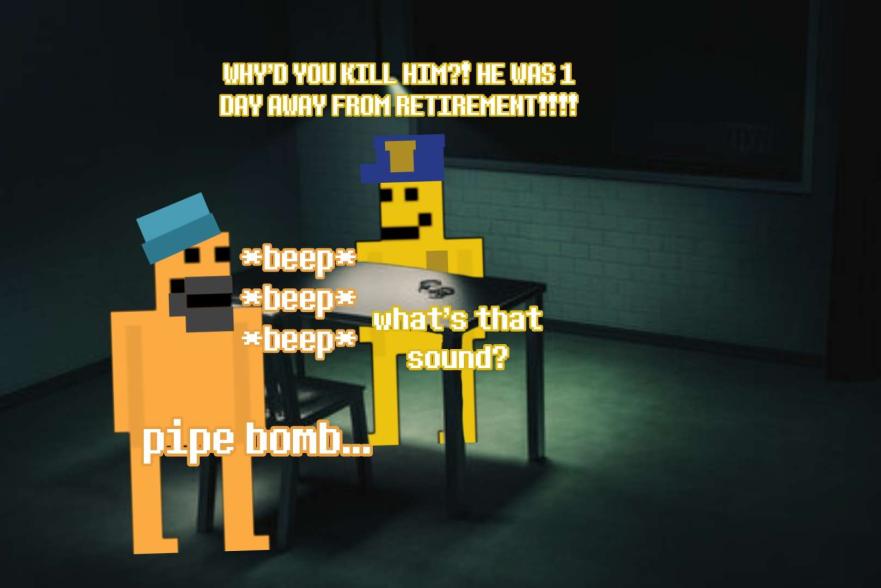 WHY'D YOU KILL HIM?! HE WAS 1
DAY AWAY FROM RETIREMENT!!!!
*beep*
*beep*
*beep*
what's that
sound?
pipe bomb...